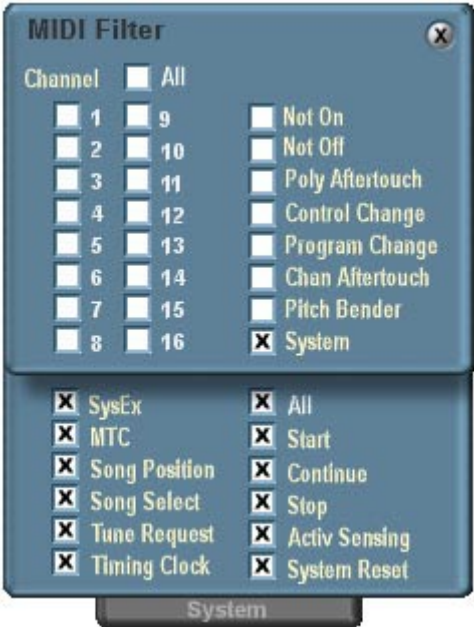 MIDI Filter X
Channel All
1 9 Not On
2 10 Not Off
3 11 Poly Aftertouch
4 12 Control Change
5 13 Program Change
6 14 Chan Aftertouch
7 15 Pitch Bender
8 16 X System
X SysEx X All
X MTC X Start
X Song Position X Continue
X Song Select X Stop
X Tune Request X Activ Sensing
X Timing Clock X System Reset
System